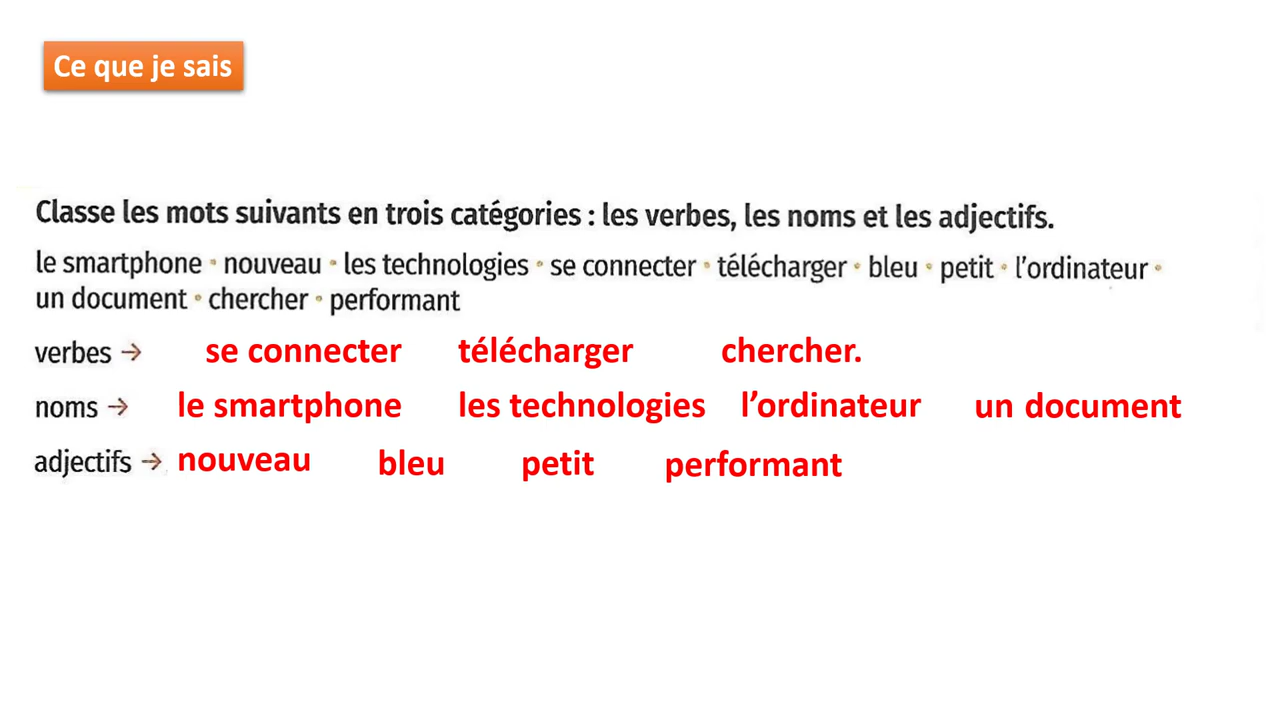 Ce que je sais
Classe les mots suivants en trois catégories : les verbes, les noms et les adjectifs.
le smartphone • nouveau • les technologies • se connecter • télécharger • bleu • petit • l'ordinateur •
un document • chercher • performant
verbes → se connecter télécharger chercher.
noms → le smartphone les technologies l’ordinateur un document
adjectifs → nouveau bleu petit performant